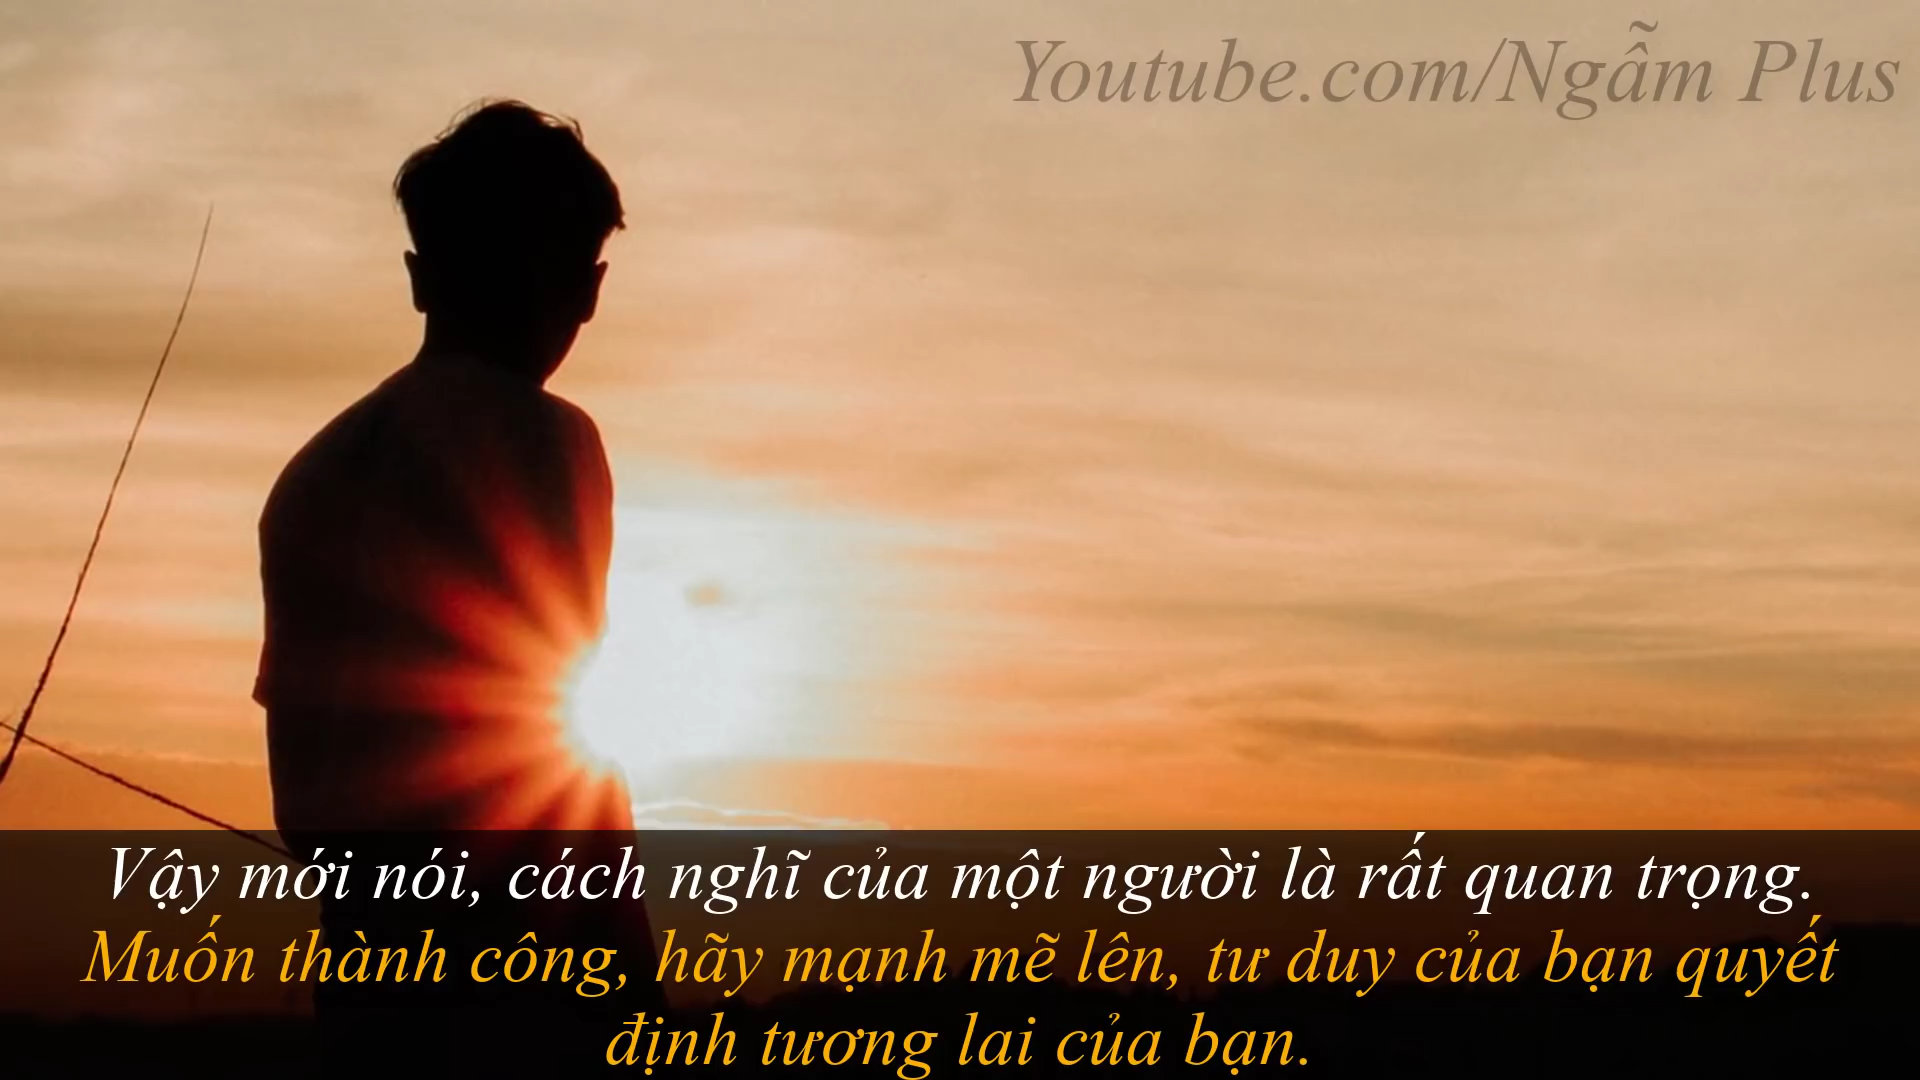 Youtube.com/Ngẫm Plus
Vậy mới nói, cách nghĩ của một người là rất quan trọng.
Muốn thành công, hãy mạnh mẽ lên, tư duy của bạn quyết
định tương lai của bạn.